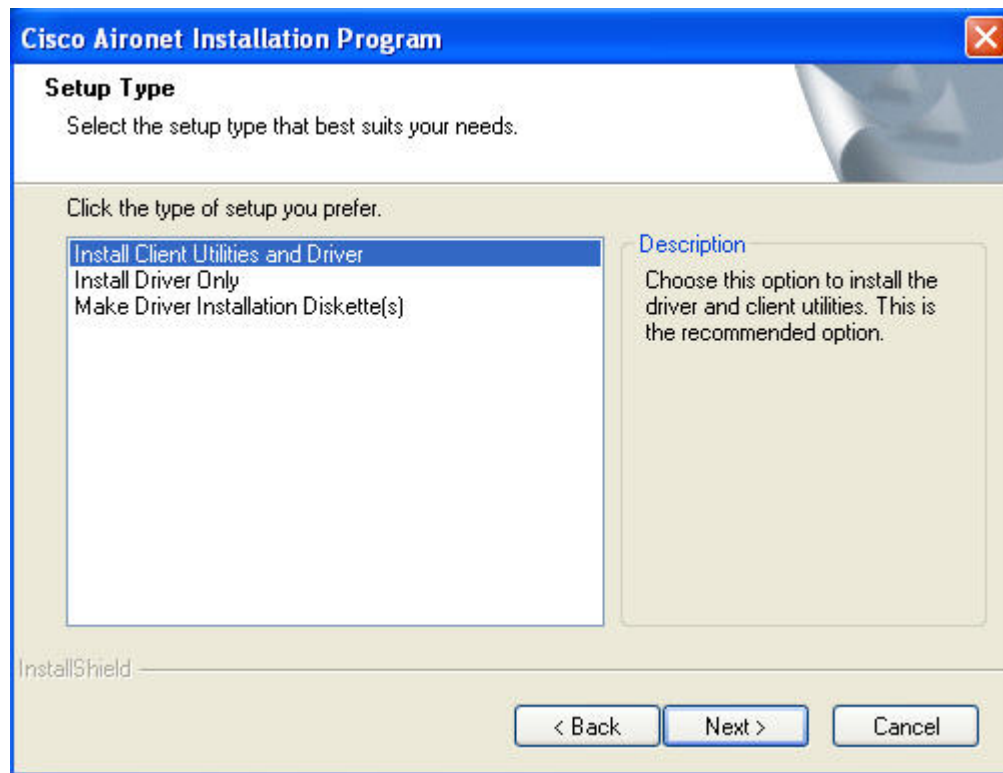 Cisco Aironet Installation Program
Setup Type
Select the setup type that best suits your needs.
Click the type of setup you prefer.
Install Client Utilities and Driver
Install Driver Only
Make Driver Installation Diskette(s)
Description
Choose this option to install the
driver and client utilities. This is
the recommended option.
InstallShield
< Back
Next >
Cancel